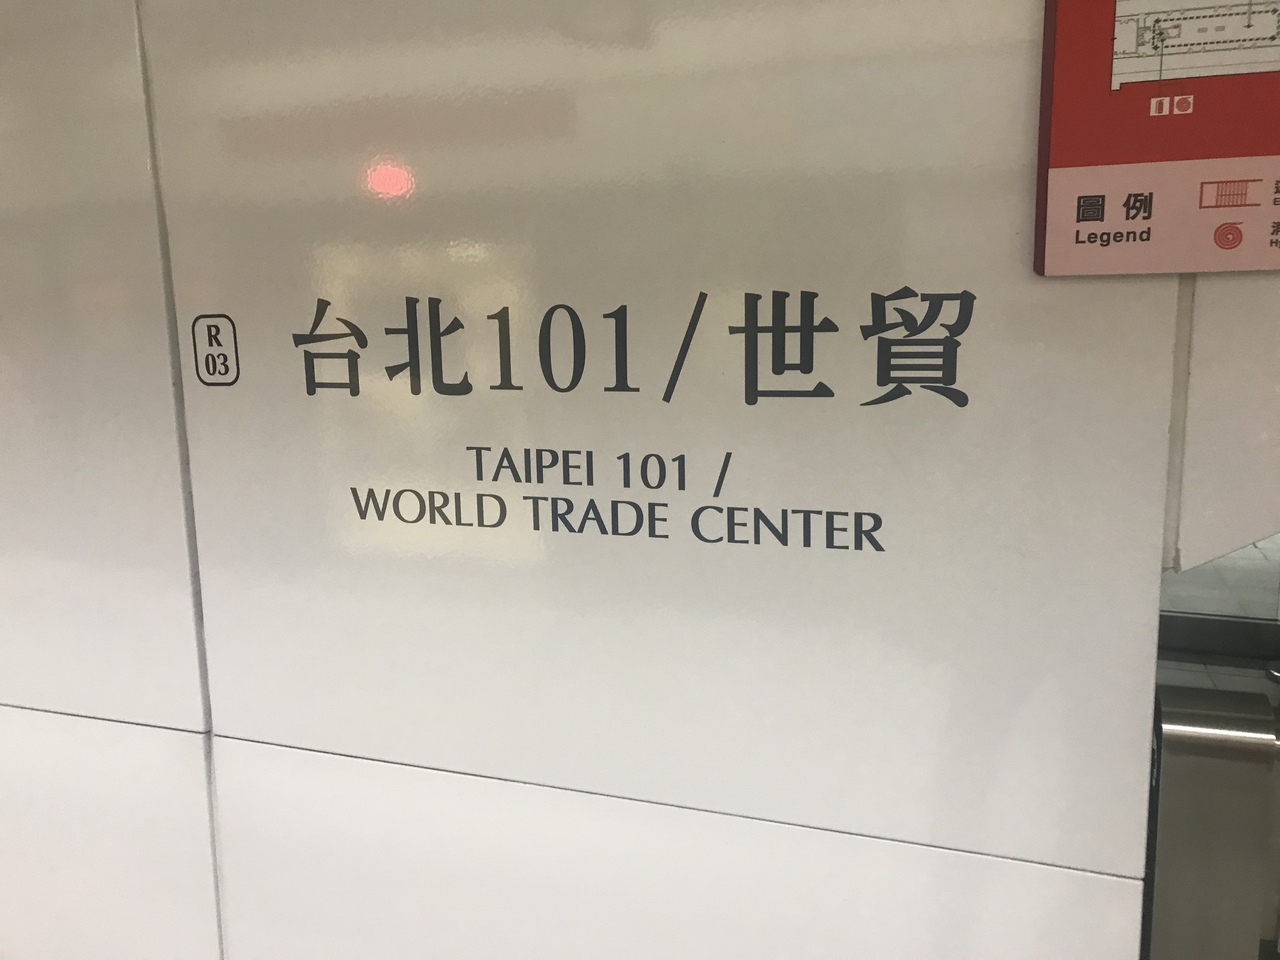 R
03
台北101/世貿
TAIPEI 101 /
WORLD TRADE CENTER
圖例
Legend